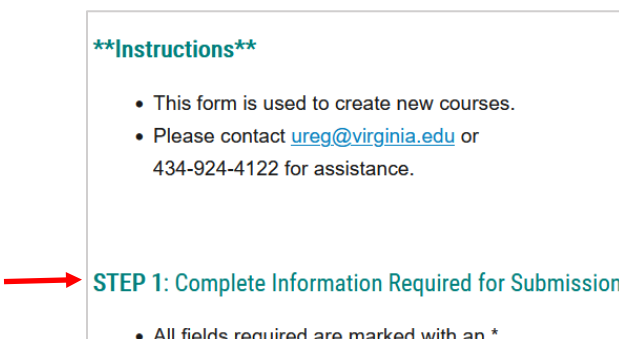 **Instructions**
• This form is used to create new courses.
• Please contact ureg@virginia.edu or
434-924-4122 for assistance.
STEP 1: Complete Information Required for Submission
• All fields required are marked with an *